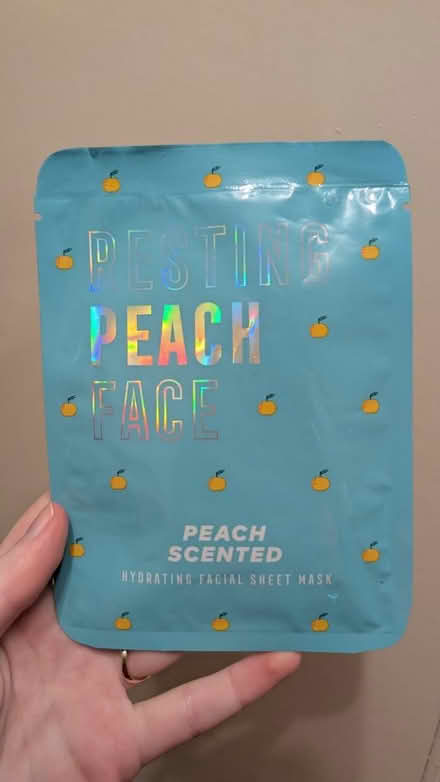 RESTING
PEACH
FACE
PEACH
SCENTED
HYDRATING FACIAL SHEET MASK